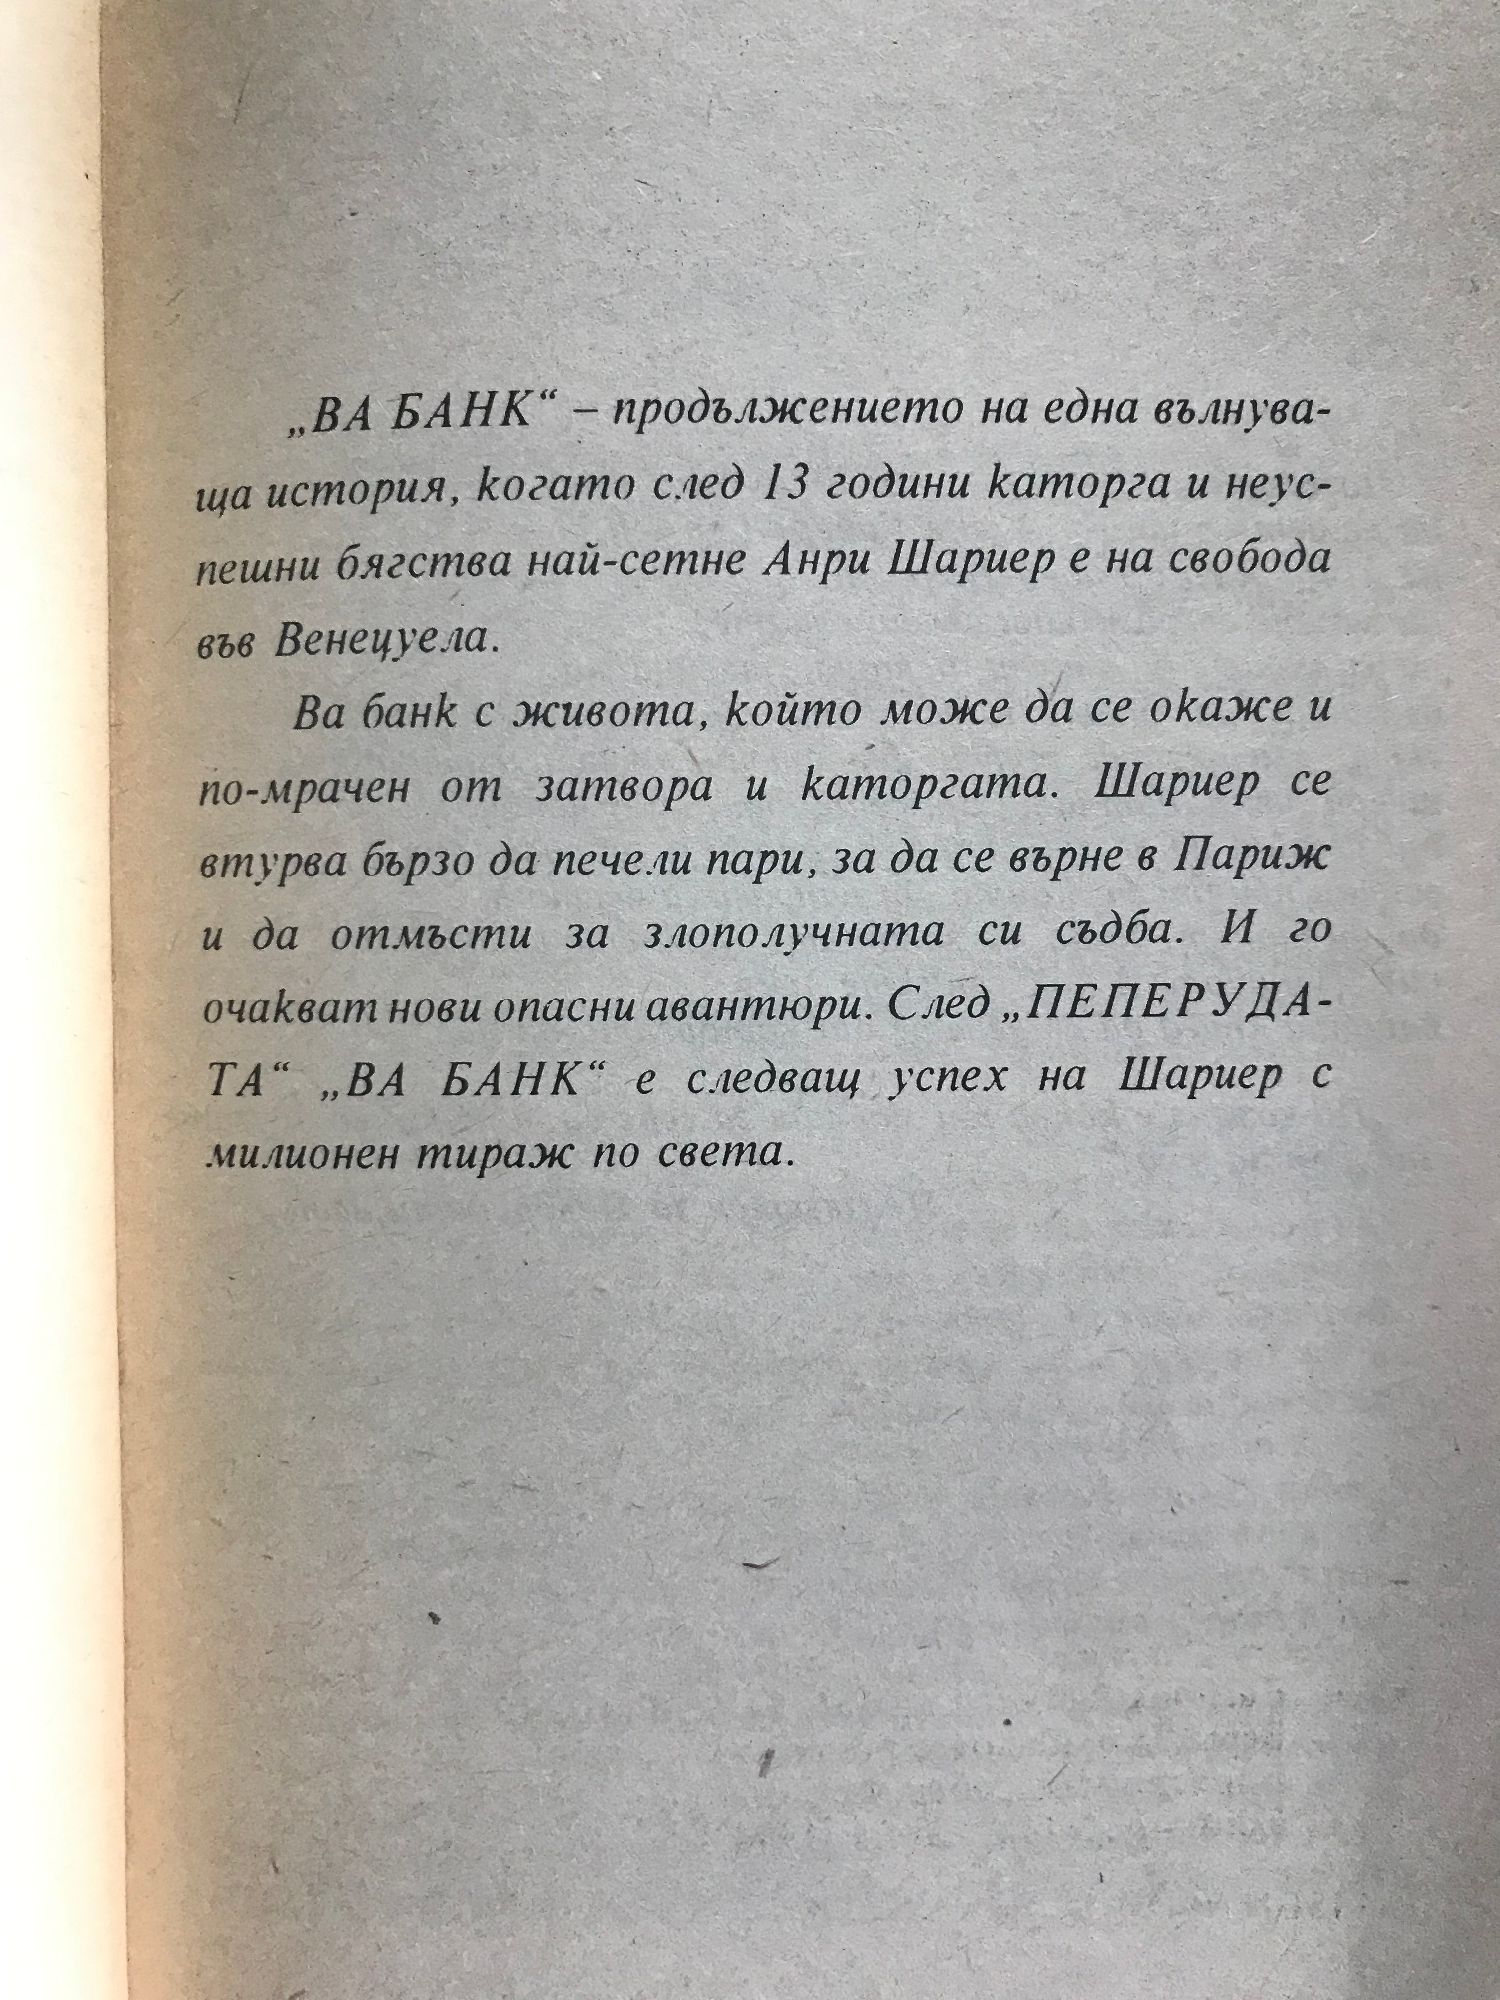 „ВА БАНК“ – продължението на една вълнува-
ща история, когато след 13 години каторга и неус-
пешни бягства най-сетне Анри Шариер е на свобода
във Венецуела.
Ва банк с живота, който може да се окаже и
по-мрачен от затвора и каторгата. Шариер се
втурва бързо да печели пари, за да се върне в Париж
и да отмъсти за злополучната си съдба. И го
очакват нови опасни авантюри. След „ПЕПЕРУДА-
ТА“ „ВА БАНК“ е следващ успех на Шариер с
милионен тираж по света.